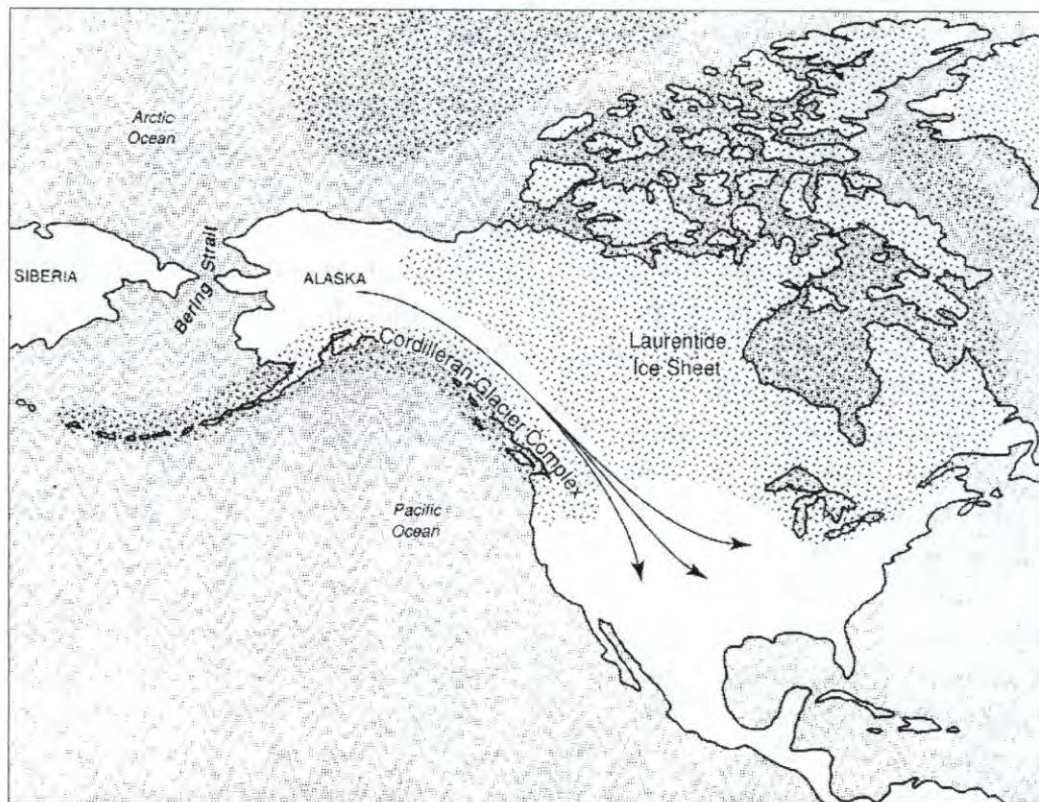 Arctic
Ocean
SIBERIA
Bering Strait
ALASKA
Cordilleran Glacier Complex
Laurentide
Ice Sheet
Pacific
Ocean